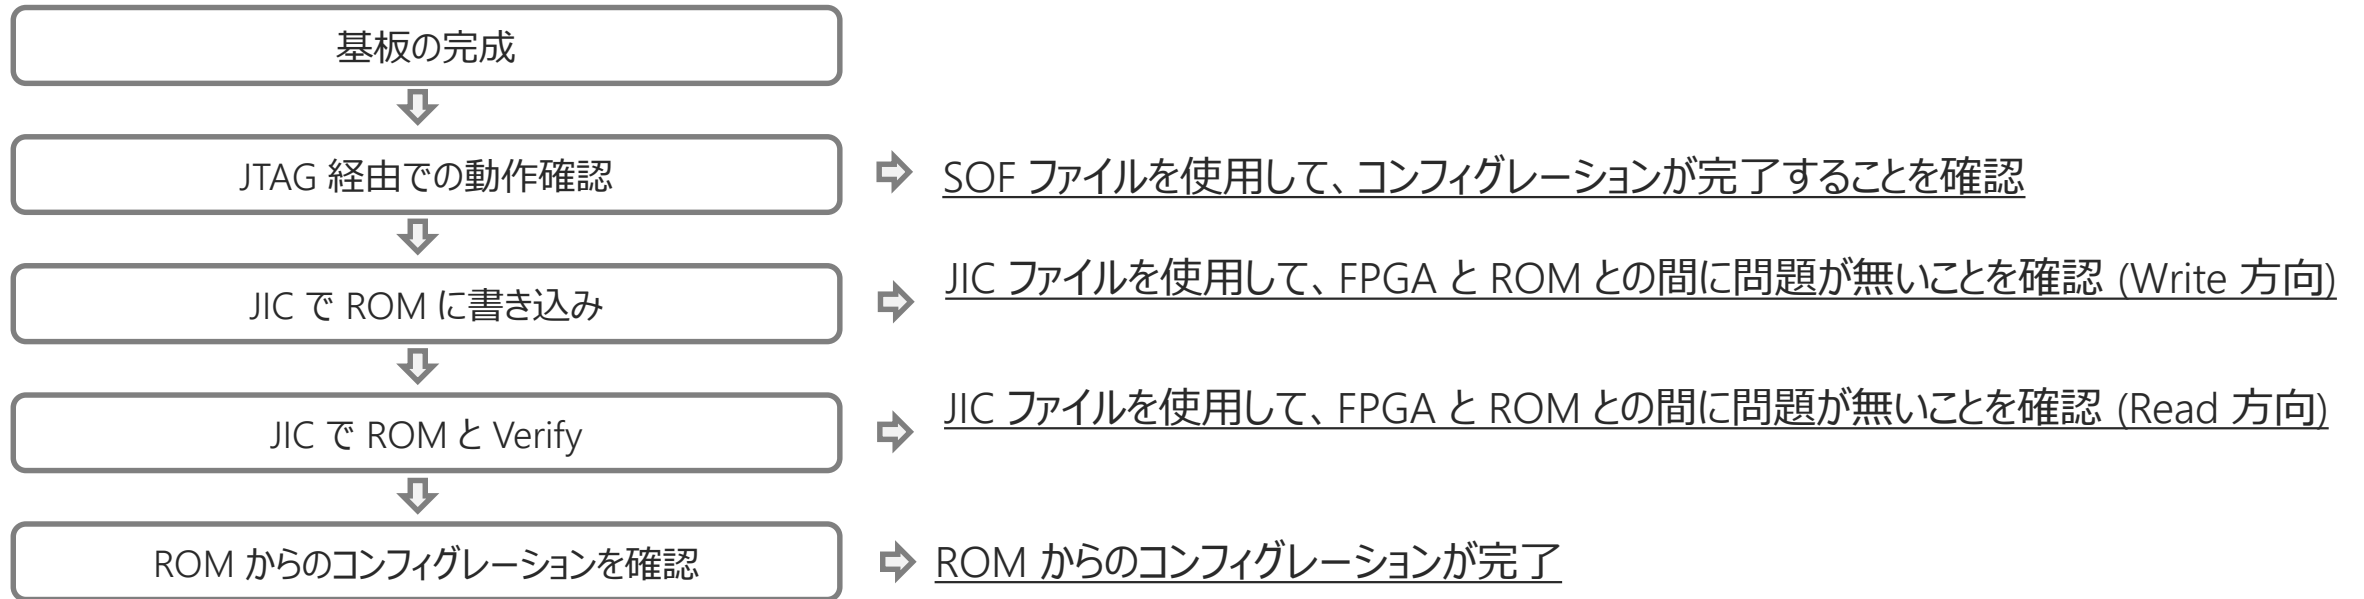 基板の完成
JTAG 経由での動作確認
SOF ファイルを使用して、コンフィグレーションが完了することを確認
JIC で ROM に書き込み
JIC ファイルを使用して、FPGA と ROM との間に問題が無いことを確認 (Write 方向)
JIC で ROM と Verify
JIC ファイルを使用して、FPGA と ROM との間に問題が無いことを確認 (Read 方向)
ROM からのコンフィグレーションを確認
ROM からのコンフィグレーションが完了